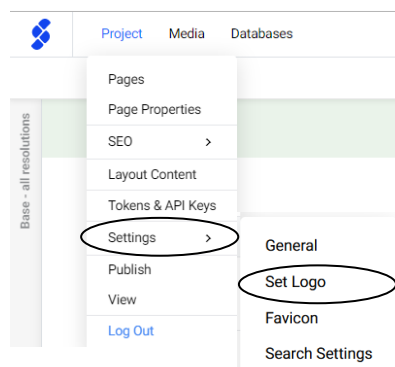 Project Media Databases
Base - all resolutions
Pages
Page Properties
SEO >
Layout Content
Tokens & API Keys
Settings >
Publish
View
Log Out
General
Set Logo
Favicon
Search Settings